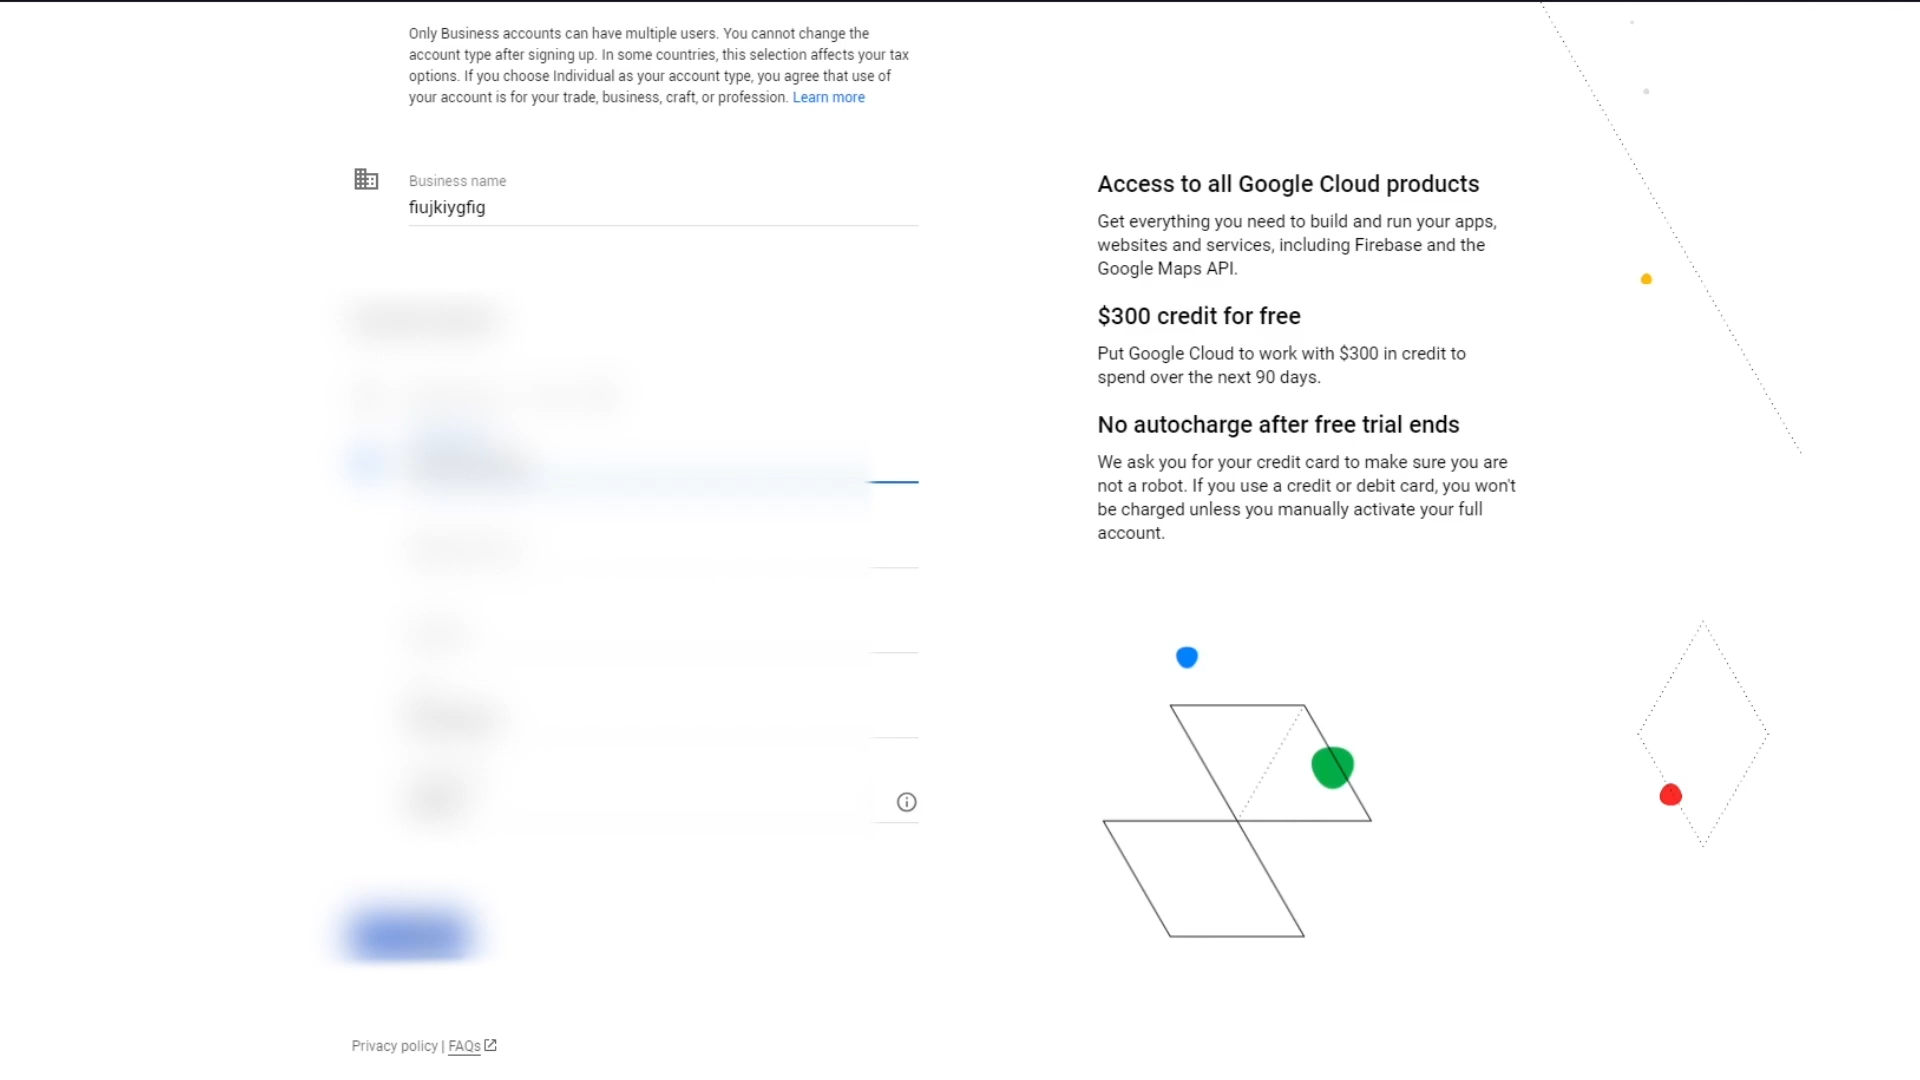 Only Business accounts can have multiple users. You cannot change the
account type after signing up. In some countries, this selection affects your tax
options. If you choose Individual as your account type, you agree that use of
your account is for your trade, business, craft, or profession. Learn more
Business name
fiujkiygfig
Access to all Google Cloud products
Get everything you need to build and run your apps,
websites and services, including Firebase and the
Google Maps API.
$300 credit for free
Put Google Cloud to work with $300 in credit to
spend over the next 90 days.
No autocharge after free trial ends
We ask you for your credit card to make sure you are
not a robot. If you use a credit or debit card, you won't
be charged unless you manually activate your full
account.
Privacy policy | FAQs